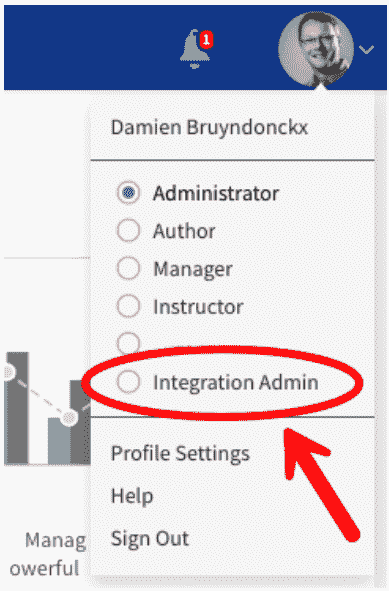 1
Damien Bruyndonckx
Administrator
Author
Manager
Instructor
Integration Admin
Profile Settings
Help
Sign Out
Manag
owerful